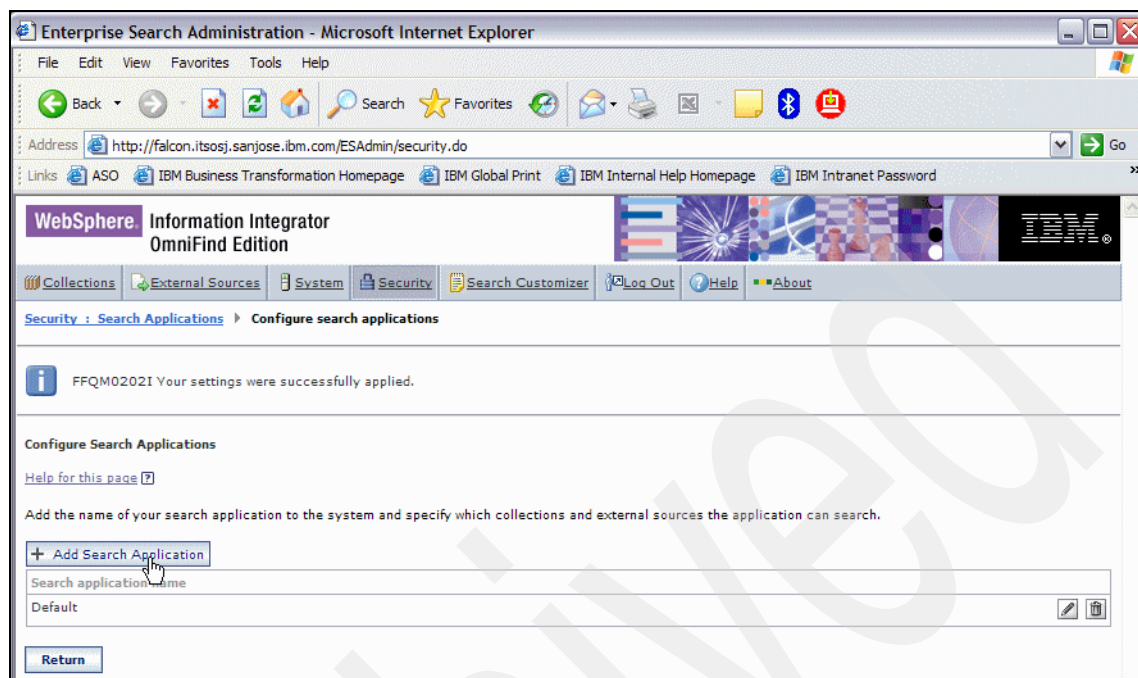 Enterprise Search Administration - Microsoft Internet Explorer
File Edit View Favorites Tools Help
Back Search Favorites
Address http://falcon.itsosj.sanjose.ibm.com/ESAdmin/security.do Go
Links ASO IBM Business Transformation Homepage IBM Global Print IBM Internal Help Homepage IBM Intranet Password »
WebSphere. Information Integrator
OmniFind Edition
IBM®
Collections External Sources System Security Search Customizer Log Out Help About
Security : Search Applications Configure search applications
FFQM0202I Your settings were successfully applied.
Configure Search Applications
Help for this page ?
Add the name of your search application to the system and specify which collections and external sources the application can search.
+ Add Search Application
Search application name
Default
Return